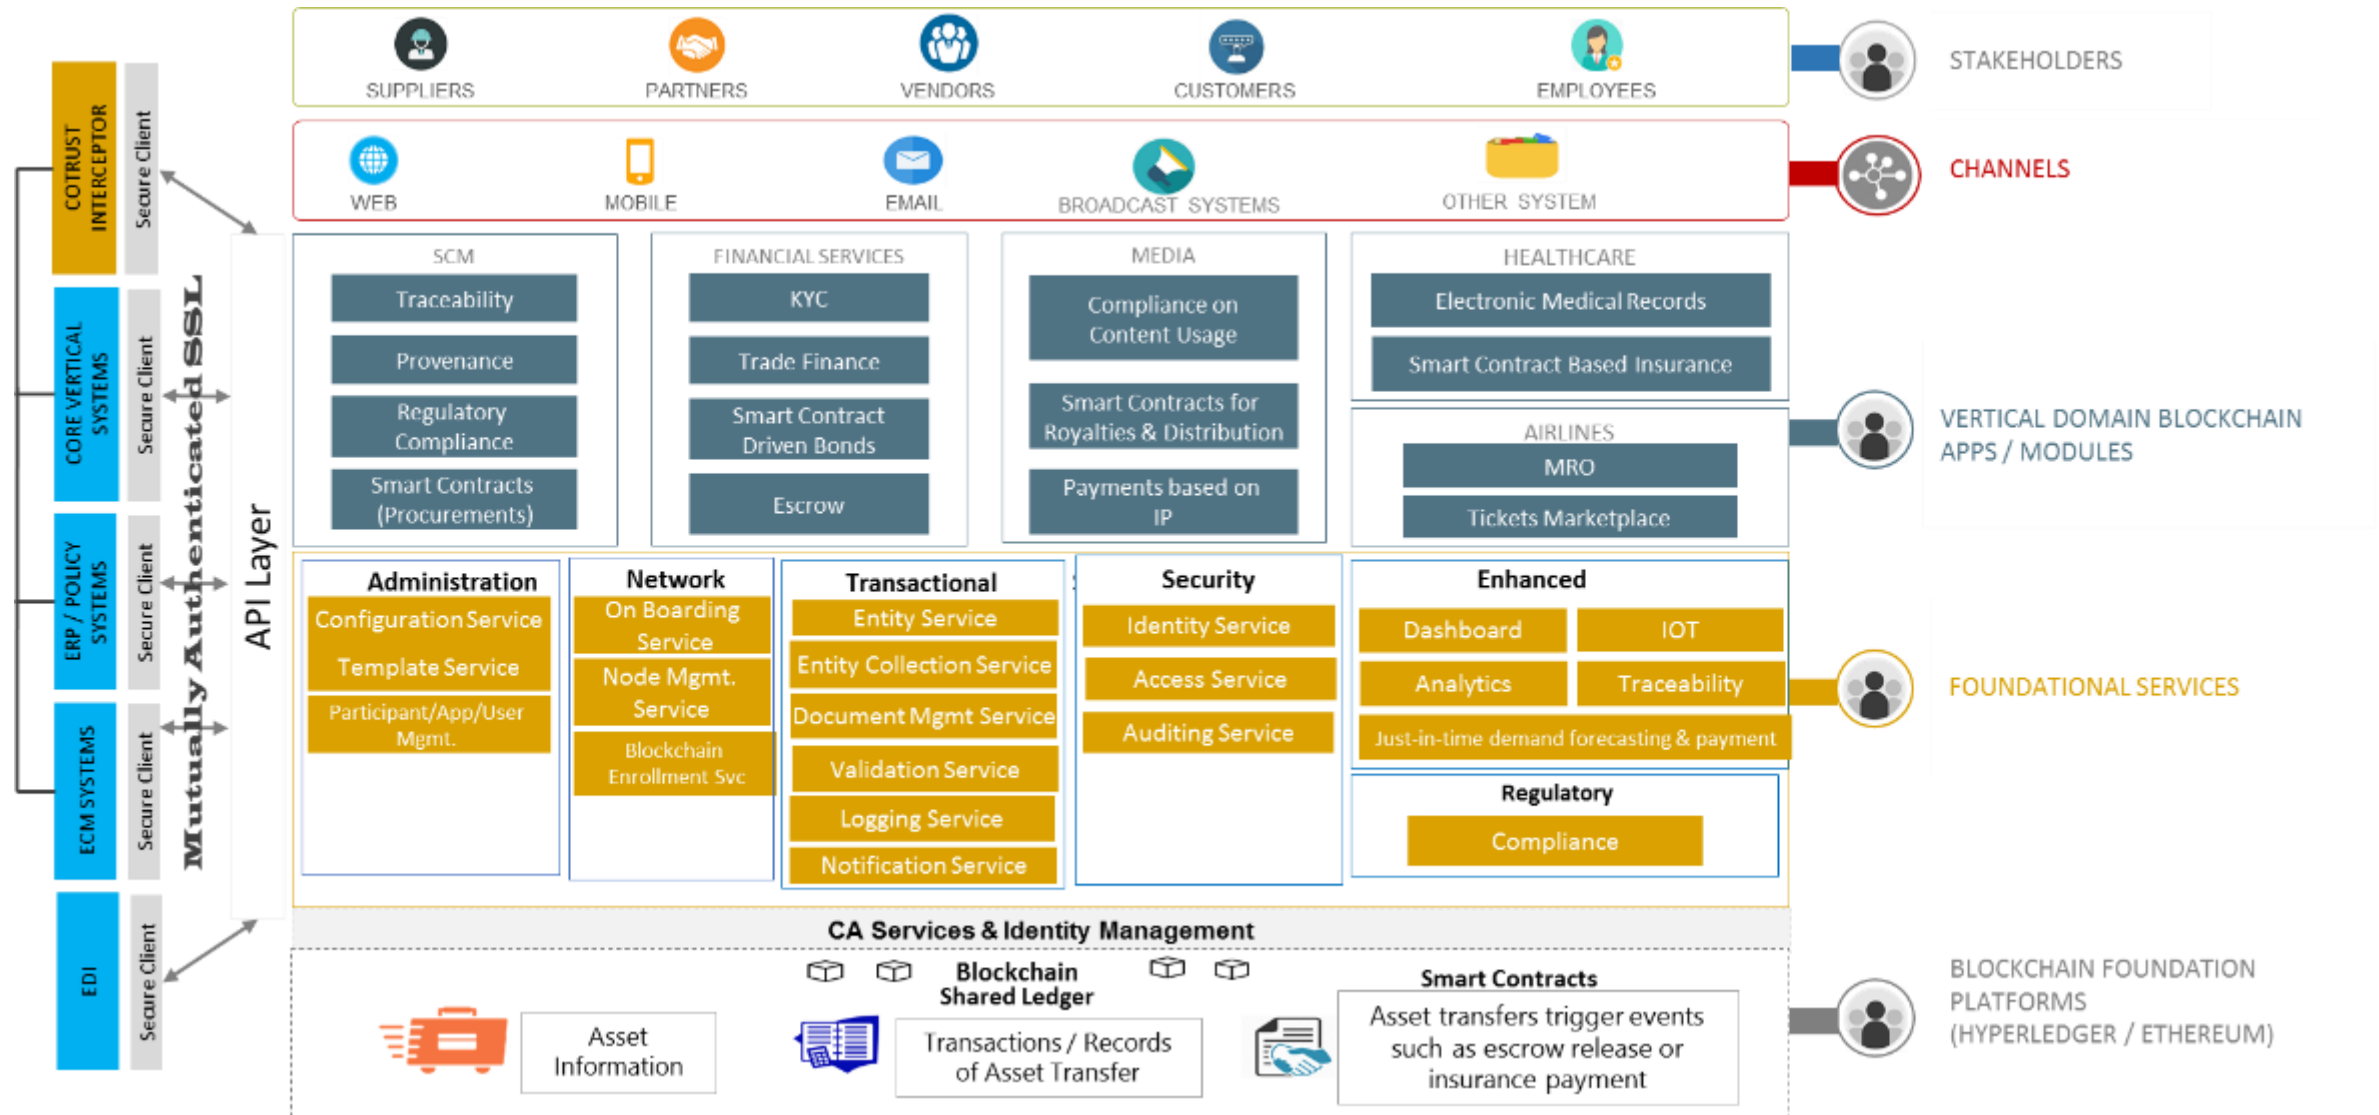 SUPPLIERS
PARTNERS
VENDORS
CUSTOMERS
EMPLOYEES
STAKEHOLDERS
WEB
MOBILE
EMAIL
BROADCAST SYSTEMS
OTHER SYSTEM
CHANNELS
COTRUST
INTERCEPTOR
Secure Client
CORE VERTICAL
SYSTEMS
Secure Client
ERP / POLICY
SYSTEMS
Secure Client
ECM SYSTEMS
Secure Client
EDI
Secure Client
Mutually Authenticated SSL
API Layer
SCM
Traceability
Provenance
Regulatory
Compliance
Smart Contracts
(Procurements)
FINANCIAL SERVICES
KYC
Trade Finance
Smart Contract
Driven Bonds
Escrow
MEDIA
Compliance on
Content Usage
Smart Contracts for
Royalties & Distribution
Payments based on
IP
HEALTHCARE
Electronic Medical Records
Smart Contract Based Insurance
AIRLINES
MRO
Tickets Marketplace
VERTICAL DOMAIN BLOCKCHAIN
APPS / MODULES
Administration
Configuration Service
Template Service
Participant/App/User
Mgmt.
Network
On Boarding
Service
Node Mgmt.
Service
Blockchain
Enrollment Svc
Transactional
Entity Service
Entity Collection Service
Document Mgmt Service
Validation Service
Logging Service
Notification Service
Security
Identity Service
Access Service
Auditing Service
Enhanced
Dashboard
IOT
Analytics
Traceability
Just-in-time demand forecasting & payment
Regulatory
Compliance
FOUNDATIONAL SERVICES
CA Services & Identity Management
Blockchain
Shared Ledger
Smart Contracts
Asset
Information
Transactions / Records
of Asset Transfer
Asset transfers trigger events
such as escrow release or
insurance payment
BLOCKCHAIN FOUNDATION
PLATFORMS
(HYPERLEDGER / ETHEREUM)